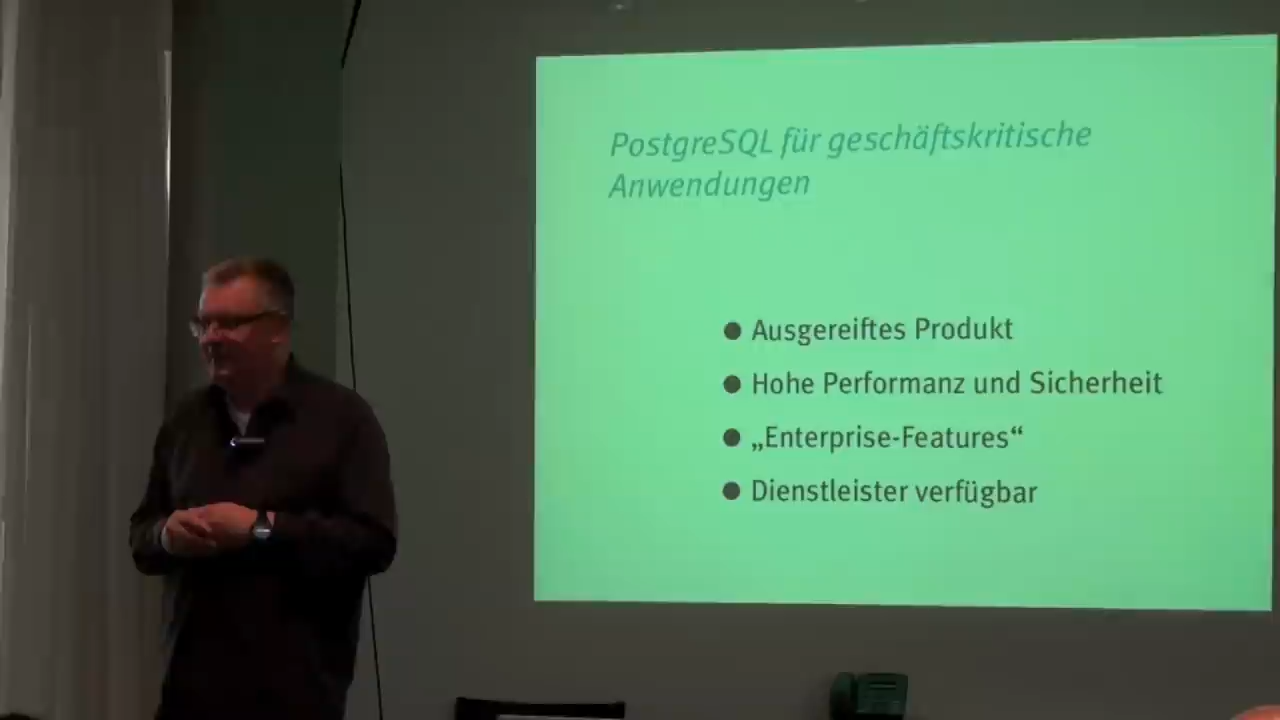 PostgreSQL für geschäftskritische
Anwendungen
● Ausgereiftes Produkt
● Hohe Performanz und Sicherheit
● „Enterprise-Features“
● Dienstleister verfügbar